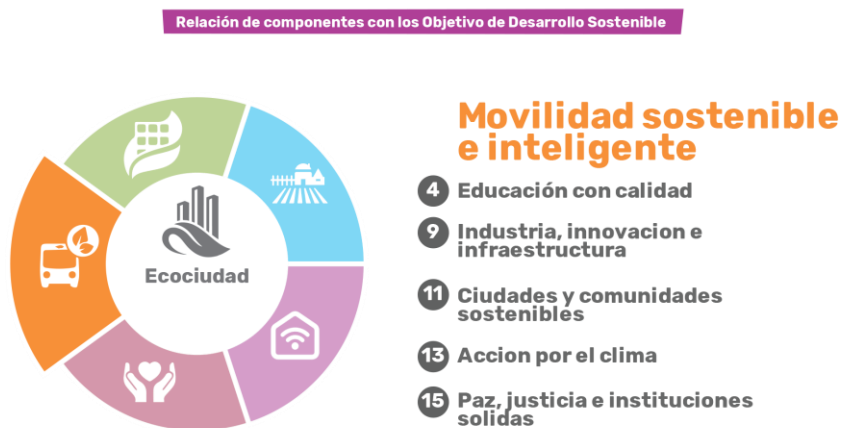 Relación de componentes con los Objetivo de Desarrollo Sostenible
Movilidad sostenible
e inteligente
4 Educación con calidad
9 Industria, innovacion e
infraestructura
11 Ciudades y comunidades
sostenibles
13 Accion por el clima
15 Paz, justicia e instituciones
solidas
Ecociudad